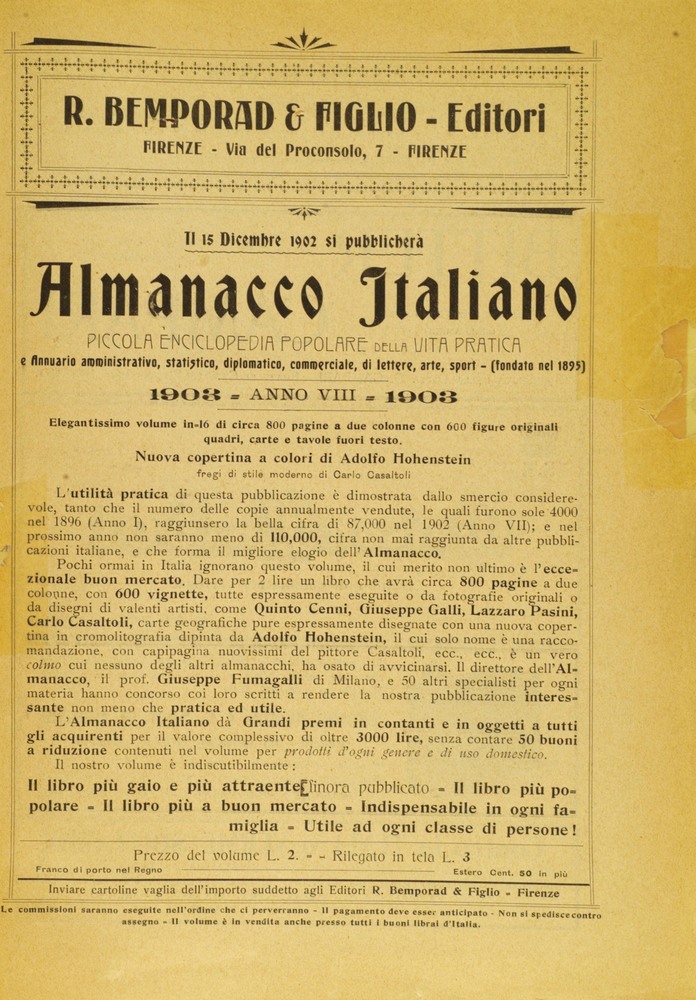 R. BEMPORAD & FIGLIO - Editori
FIRENZE - Via del Proconsolo, 7 - FIRENZE
Il 15 Dicembre 1902 si pubblicherà
Almanacco Italiano
PICCOLA ENCICLOPEDIA POPOLARE DELLA VITA PRATICA
e Annuario amministrativo, statistico, diplomatico, commerciale, di lettere, arte, sport - (fondato nel 1895)
1903 = ANNO VIII = 1903
Elegantissimo volume in-16 di circa 800 pagine a due colonne con 600 figure originali
quadri, carte e tavole fuori testo.
Nuova copertina a colori di Adolfo Hohenstein
fregi di stile moderno di Carlo Casaltoli
L'utilità pratica di questa pubblicazione è dimostrata dallo smercio considere-
vole, tanto che il numero delle copie annualmente vendute, le quali furono sole 4000
nel 1896 (Anno I), raggiunsero la bella cifra di 87,000 nel 1902 (Anno VII); e nel
prossimo anno non saranno meno di 110,000, cifra non mai raggiunta da altre pubbli-
cazioni italiane, e che forma il migliore elogio dell'Almanacco.
Pochi ormai in Italia ignorano questo volume, il cui merito non ultimo è l'ecce-
zionale buon mercato. Dare per 2 lire un libro che avrà circa 800 pagine a due
colonne, con 600 vignette, tutte espressamente eseguite o da fotografie originali o
da disegni di valenti artisti, come Quinto Cenni, Giuseppe Galli, Lazzaro Pasini,
Carlo Casaltoli, carte geografiche pure espressamente disegnate con una nuova coper-
tina in cromolitografia dipinta da Adolfo Hohenstein, il cui solo nome è una racco-
mandazione, con capipagina nuovissimi del pittore Casaltoli, ecc., ecc., è un vero
colmo cui nessuno degli altri almanacchi, ha osato di avvicinarsi. Il direttore dell'Al-
manacco, il prof. Giuseppe Fumagalli di Milano, e 50 altri specialisti per ogni
materia hanno concorso coi loro scritti a rendere la nostra pubblicazione interes-
sante non meno che pratica ed utile.
L'Almanacco Italiano dà Grandi premi in contanti e in oggetti a tutti
gli acquirenti per il valore complessivo di oltre 3000 lire, senza contare 50 buoni
a riduzione contenuti nel volume per prodotti d'ogni genere e di uso domestico.
Il nostro volume è indiscutibilmente :
Il libro più gaio e più attraente finora pubblicato - Il libro più po-
polare - Il libro più a buon mercato - Indispensabile in ogni fa-
miglia - Utile ad ogni classe di persone!
Prezzo del volume L. 2. - - Rilegato in tela L. 3
Franco di porto nel Regno
Estero Cent. 50 in più
Inviare cartoline vaglia dell'importo suddetto agli Editori R. Bemporad & Figlio - Firenze
Le commissioni saranno eseguite nell'ordine che ci perverranno - Il pagamento deve esser anticipato - Non si spedisce contro
assegno - Il volume è in vendita anche presso tutti i buoni librai d'Italia.